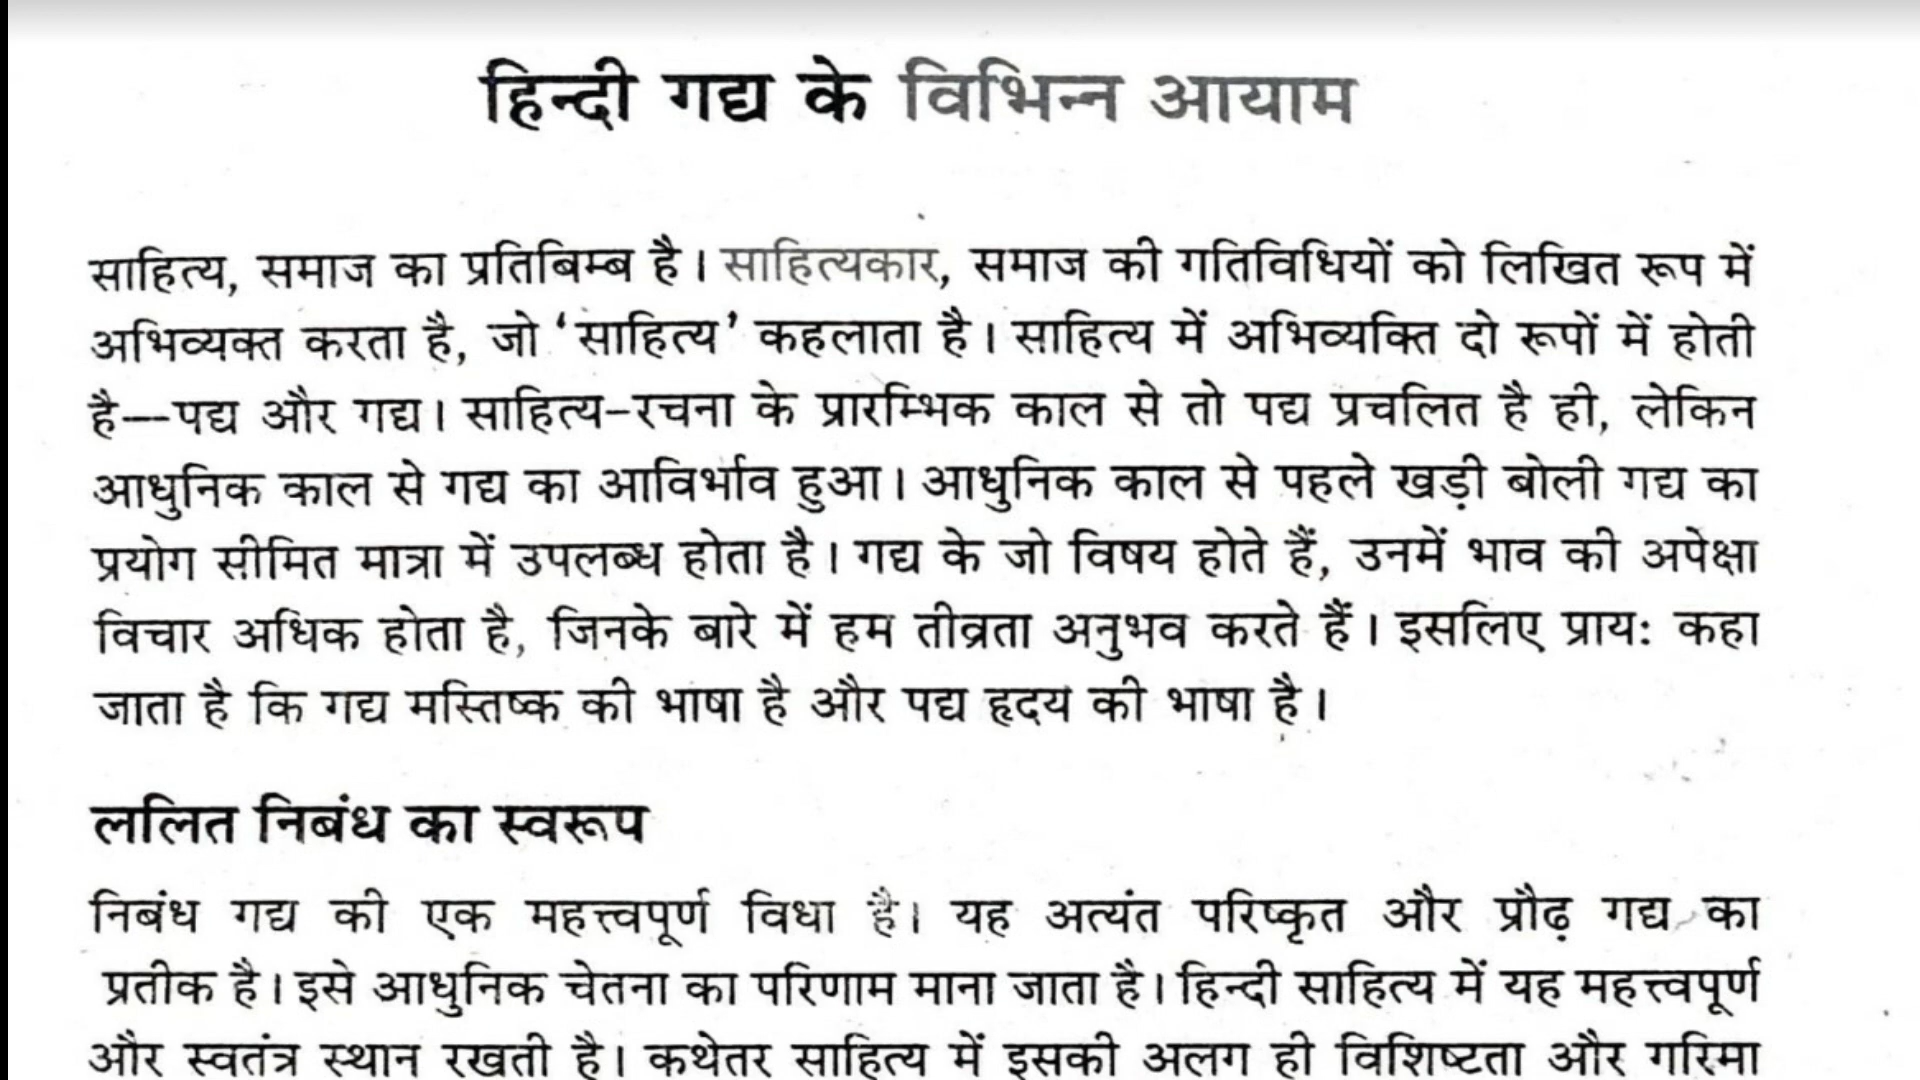 हिन्दी गद्य के विभिन्न आयाम
साहित्य, समाज का प्रतिबिम्ब है। साहित्यकार, समाज की गतिविधियों को लिखित रूप में
अभिव्यक्त करता है, जो ‘साहित्य’ कहलाता है। साहित्य में अभिव्यक्ति दो रूपों में होती
है—पद्य और गद्य। साहित्य-रचना के प्रारम्भिक काल से तो पद्य प्रचलित है ही, लेकिन
आधुनिक काल से गद्य का आविर्भाव हुआ। आधुनिक काल से पहले खड़ी बोली गद्य का
प्रयोग सीमित मात्रा में उपलब्ध होता है। गद्य के जो विषय होते हैं, उनमें भाव की अपेक्षा
विचार अधिक होता है, जिनके बारे में हम तीव्रता अनुभव करते हैं। इसलिए प्राय: कहा
जाता है कि गद्य मस्तिष्क की भाषा है और पद्य हृदय की भाषा है।
ललित निबंध का स्वरूप
निबंध गद्य की एक महत्त्वपूर्ण विधा है। यह अत्यंत परिष्कृत और प्रौढ़ गद्य का
प्रतीक है। इसे आधुनिक चेतना का परिणाम माना जाता है। हिन्दी साहित्य में यह महत्त्वपूर्ण
और स्वतंत्र स्थान रखती है। कथेतर साहित्य में इसकी अलग ही विशिष्टता और गरिमा